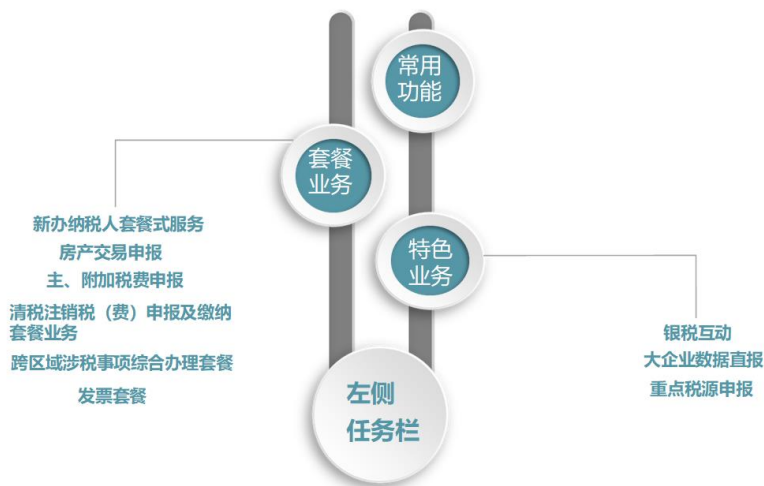 常用
功能
套餐
业务
新办纳税人套餐式服务
房产交易申报
主、附加税费申报
清税注销税（费）申报及缴纳
套餐业务
跨区域涉税事项综合办理套餐
发票套餐
特色
业务
银税互动
大企业数据直报
重点税源申报
左侧
任务栏